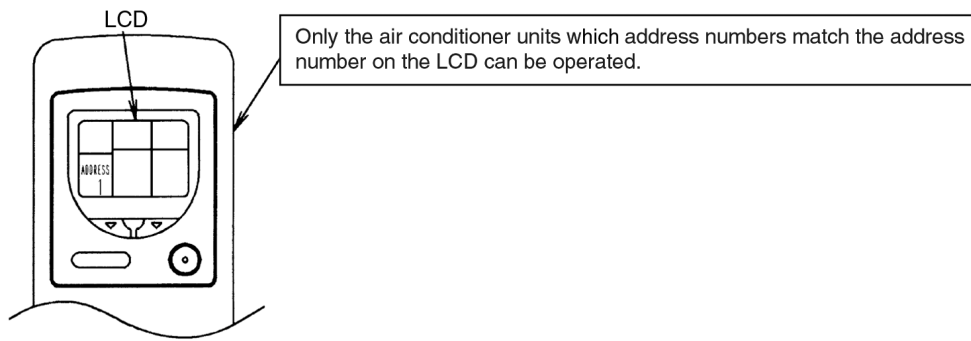 LCD
Only the air conditioner units which address numbers match the address
number on the LCD can be operated.
ADDRESS
1